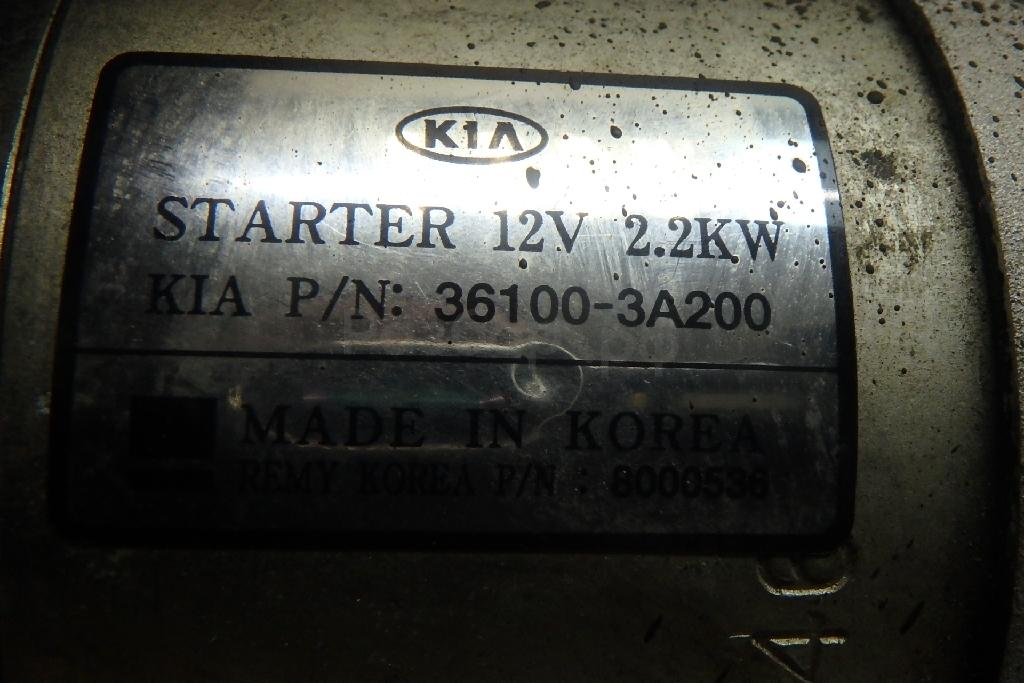 KIA
STARTER 12V 2.2KW
KIA P/N: 36100-3A200
MADE IN KOREA
REMY KOREA P/N : 8000536